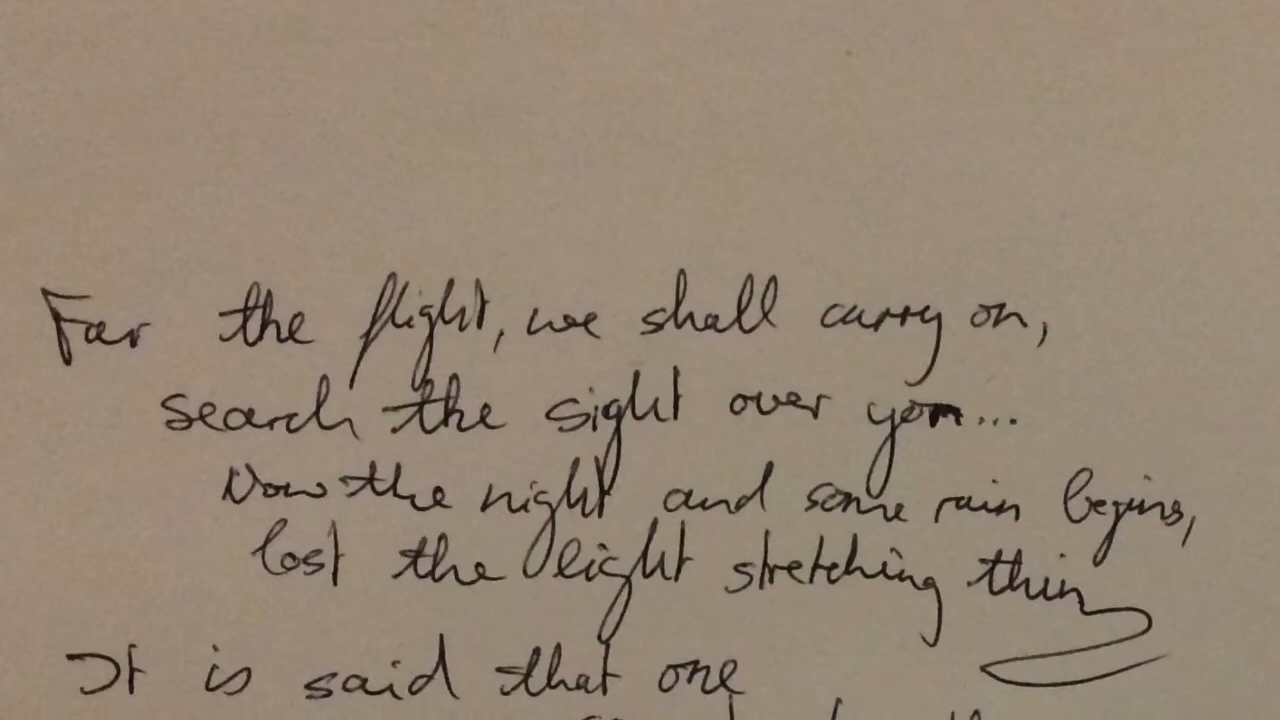 Far the flight, we shall carry on,
search the sight over yon...
Now the night and some rain begins,
lost the light stretching thin
It is said that one